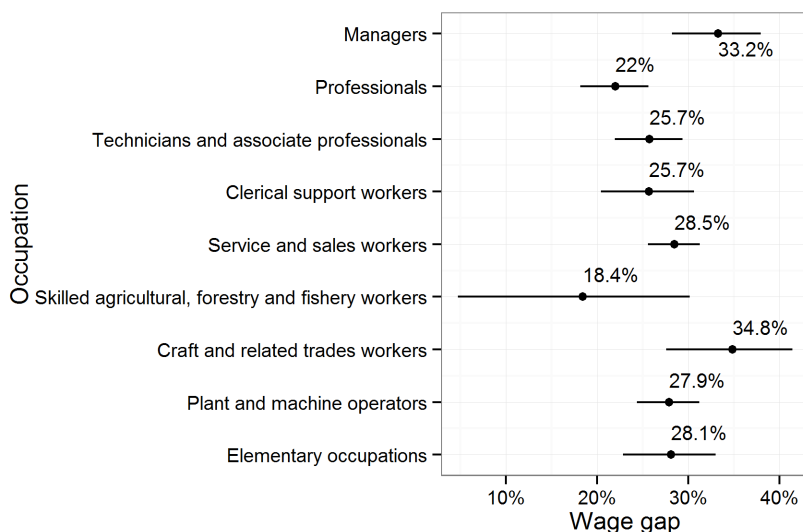 Managers
33.2%
22%
Professionals
25.7%
Technicians and associate professionals
25.7%
Clerical support workers
28.5%
Service and sales workers
18.4%
Skilled agricultural, forestry and fishery workers
34.8%
Craft and related trades workers
27.9%
Plant and machine operators
28.1%
Elementary occupations
Occupation
10% 20% 30% 40%
Wage gap